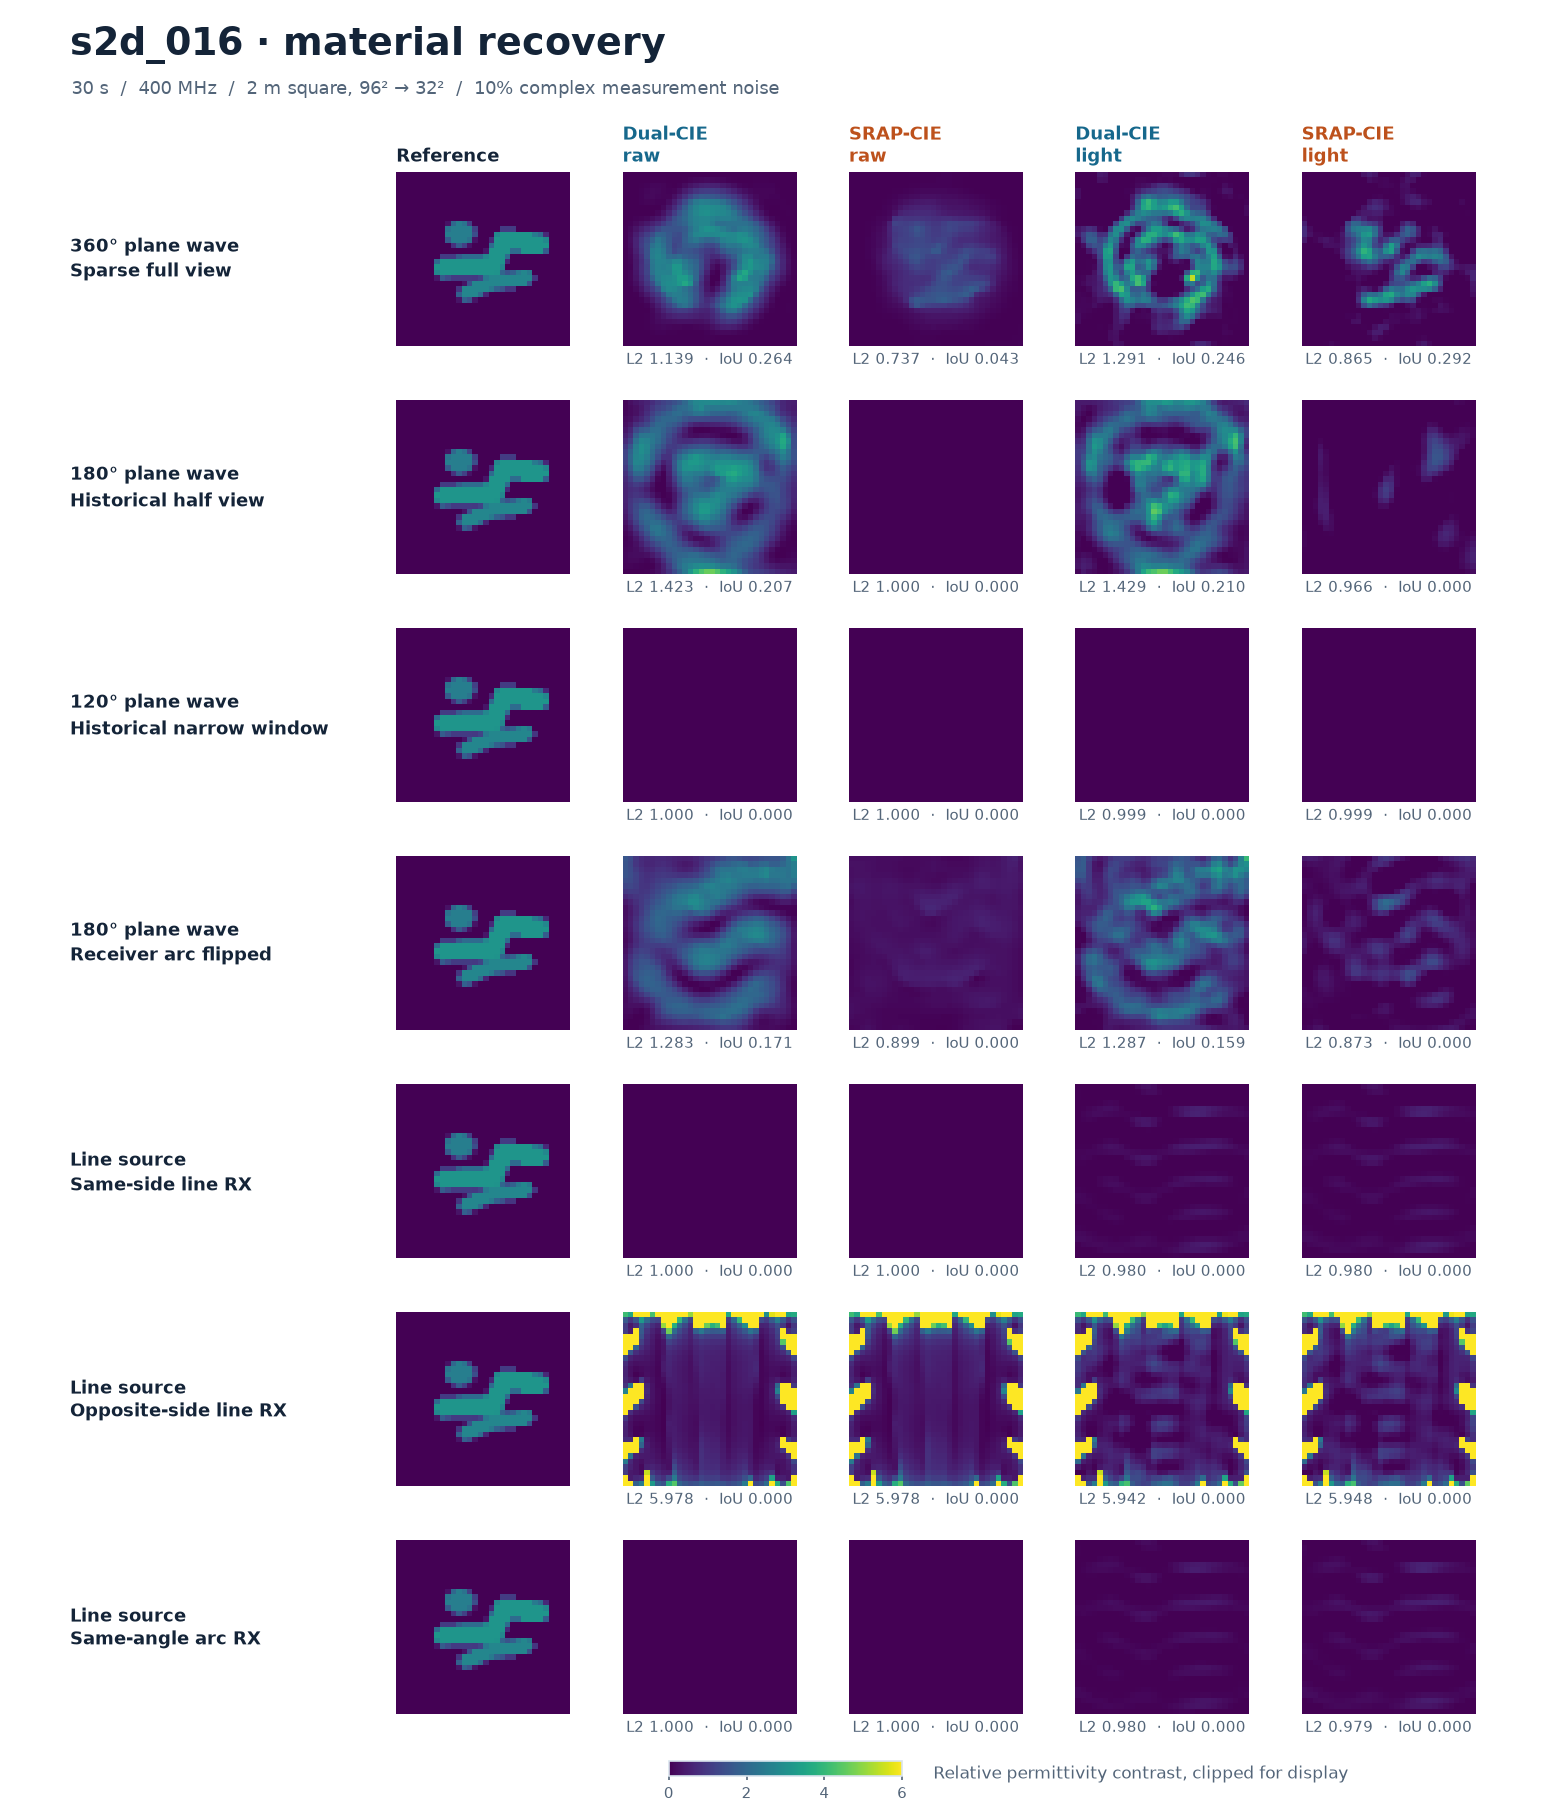 s2d_016 · material recovery
30 s / 400 MHz / 2 m square, 96² → 32² / 10% complex measurement noise
Reference
Dual-CIE
raw
SRAP-CIE
raw
Dual-CIE
light
SRAP-CIE
light
360° plane wave
Sparse full view
L2 1.139 · IoU 0.264
L2 0.737 · IoU 0.043
L2 1.291 · IoU 0.246
L2 0.865 · IoU 0.292
180° plane wave
Historical half view
L2 1.423 · IoU 0.207
L2 1.000 · IoU 0.000
L2 1.429 · IoU 0.210
L2 0.966 · IoU 0.000
120° plane wave
Historical narrow window
L2 1.000 · IoU 0.000
L2 1.000 · IoU 0.000
L2 0.999 · IoU 0.000
L2 0.999 · IoU 0.000
180° plane wave
Receiver arc flipped
L2 1.283 · IoU 0.171
L2 0.899 · IoU 0.000
L2 1.287 · IoU 0.159
L2 0.873 · IoU 0.000
Line source
Same-side line RX
L2 1.000 · IoU 0.000
L2 1.000 · IoU 0.000
L2 0.980 · IoU 0.000
L2 0.980 · IoU 0.000
Line source
Opposite-side line RX
L2 5.978 · IoU 0.000
L2 5.978 · IoU 0.000
L2 5.942 · IoU 0.000
L2 5.948 · IoU 0.000
Line source
Same-angle arc RX
L2 1.000 · IoU 0.000
L2 1.000 · IoU 0.000
L2 0.980 · IoU 0.000
L2 0.979 · IoU 0.000
0 2 4 6
Relative permittivity contrast, clipped for display